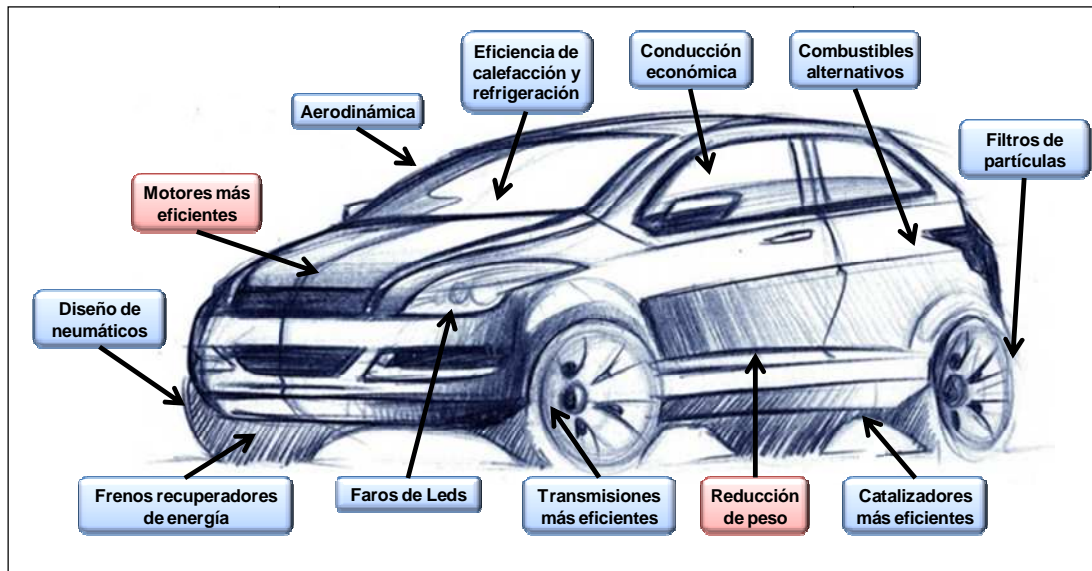 Eficiencia de
calefacción y
refrigeración
Conducción
económica
Combustibles
alternativos
Aerodinámica
Filtros de
partículas
Motores más
eficientes
Diseño de
neumáticos
Frenos recuperadores
de energía
Faros de Leds
Transmisiones
más eficientes
Reducción
de peso
Catalizadores
más eficientes